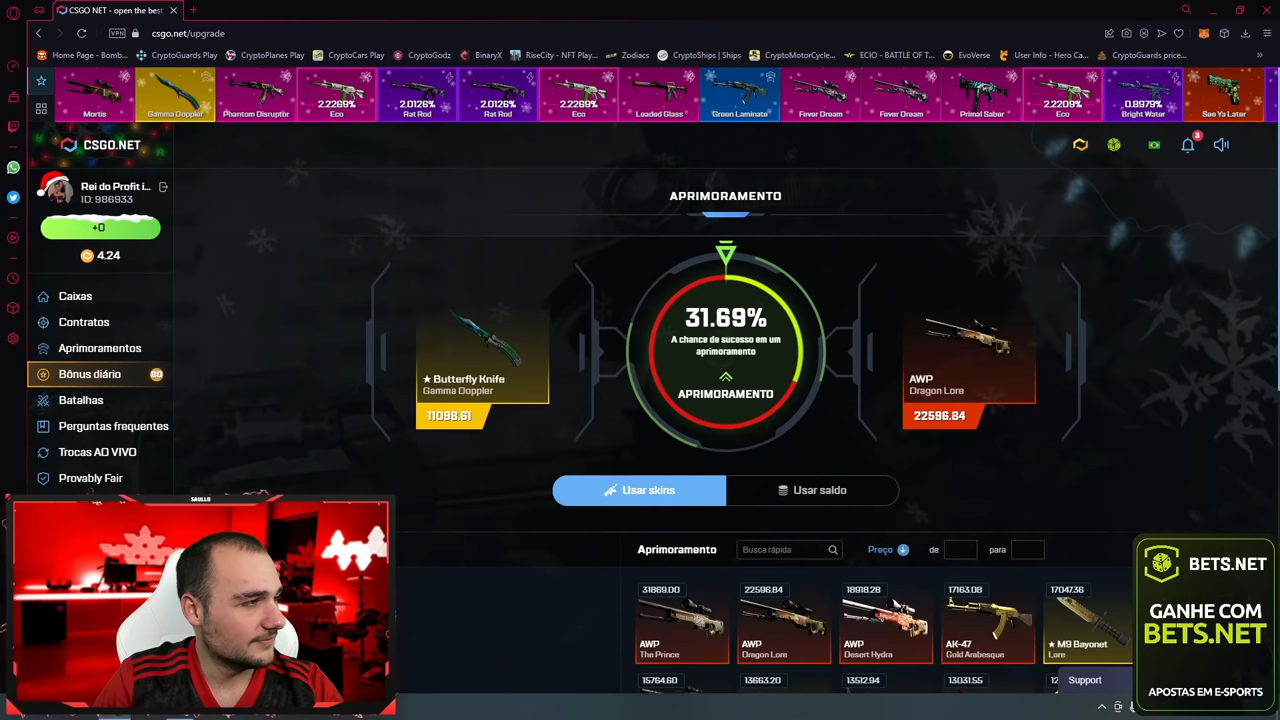 CSGO NET - open the best
VPN
csgo.net/upgrade
Home Page - Bomb...
CryptoGuards Play
CryptoPlanes Play
CryptoCars Play
CryptoGodz
BinaryX
RiseCity - NFT Play...
Zodiacs
CryptoShips | Ships
CryptoMotorCycle...
ECIO - BATTLE OF T...
EvoVerse
User Info - Hero Ca...
CryptoGuards price...
Mortis
Gamma Doppler
Phantom Disruptor
2.2269%
Eco
2.0126%
Rat Rod
2.0126%
Rat Rod
2.2269%
Eco
Leaded Glass
Green Laminate
Fever Dream
Fever Dream
Primal Saber
2.2209%
Eco
0.8979%
Bright Water
See Ya Later
CSGO.NET
3
Rei do Profit i...
ID: 986933
+0
4.24
Caixas
Contratos
Aprimoramentos
Bônus diário
Batalhas
Perguntas frequentes
Trocas AO VIVO
Provably Fair
APRIMORAMENTO
★ Butterfly Knife
Gamma Doppler
11098.61
31.69%
A chance de sucesso em um
aprimoramento
APRIMORAMENTO
AWP
Dragon Lore
22596.84
Usar skins
Usar saldo
Aprimoramento
Busca rápida
Preço
de
para
31869.00
AWP
The Prince
22596.84
AWP
Dragon Lore
18918.28
AWP
Desert Hydra
17163.08
AK-47
Gold Arabesque
17047.36
★ M9 Bayonet
Lore
15764.60
13663.20
13512.94
13031.55
Support
SAULLO
BETS.NET
GANHE COM
BETS.NET
APOSTAS EM E-SPORTS